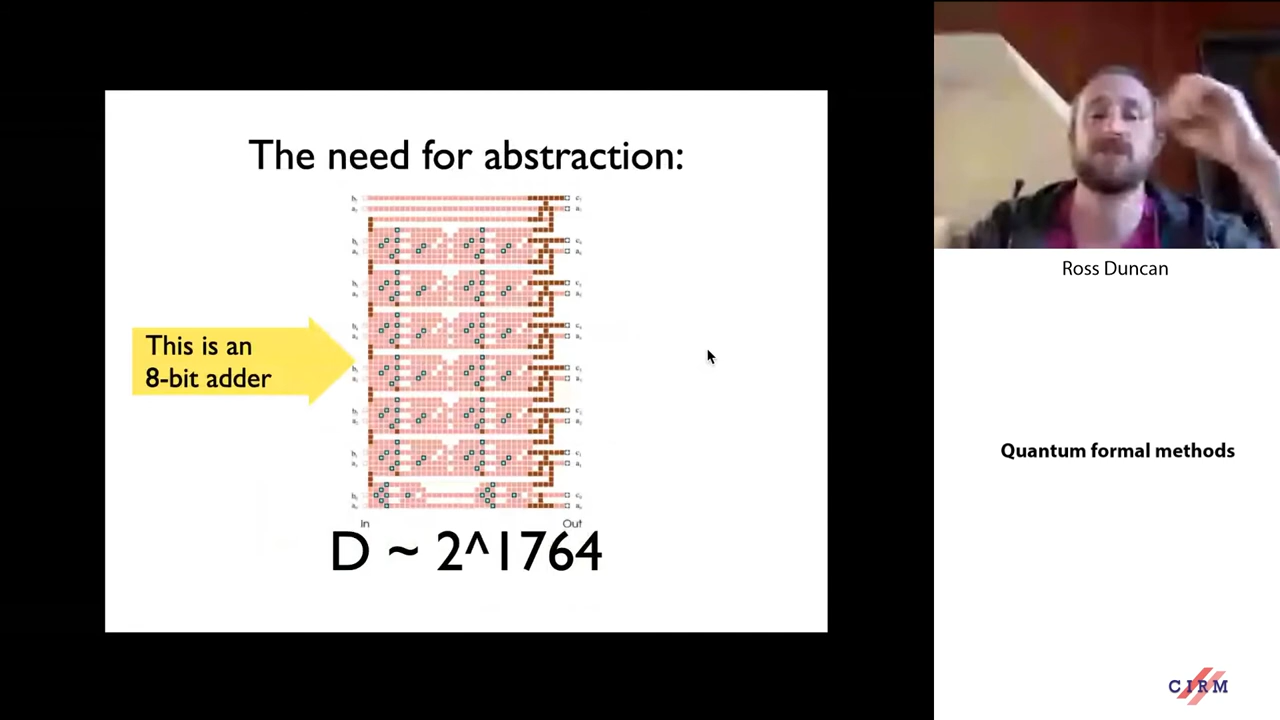 The need for abstraction:
This is an
8-bit adder
In
Out
D ~ 2^1764
Ross Duncan
Quantum formal methods
CIRM